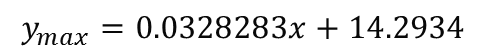 y_max = 0.0328283x + 14.2934